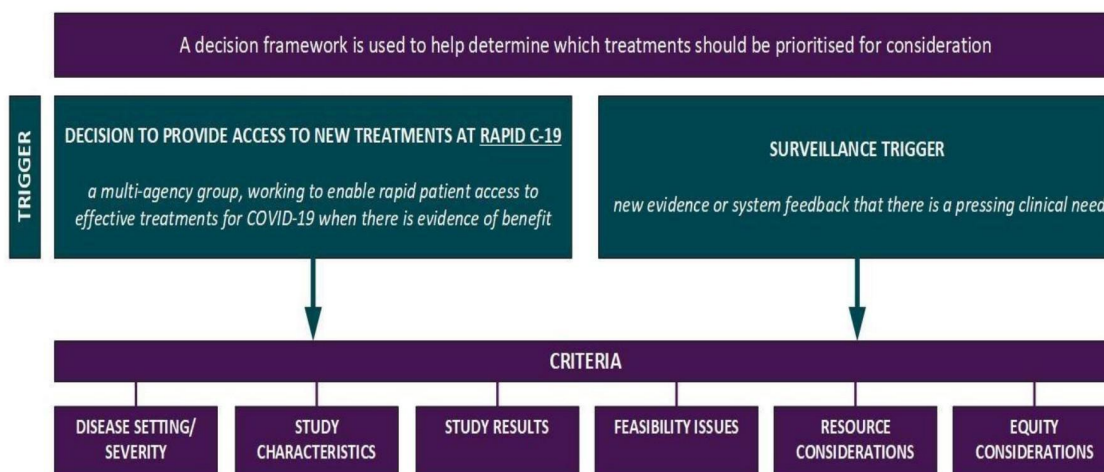 A decision framework is used to help determine which treatments should be prioritised for consideration
TRIGGER
DECISION TO PROVIDE ACCESS TO NEW TREATMENTS AT RAPID C-19
a multi-agency group, working to enable rapid patient access to
effective treatments for COVID-19 when there is evidence of benefit
SURVEILLANCE TRIGGER
new evidence or system feedback that there is a pressing clinical need
CRITERIA
DISEASE SETTING/
SEVERITY
STUDY
CHARACTERISTICS
STUDY RESULTS
FEASIBILITY ISSUES
RESOURCE
CONSIDERATIONS
EQUITY
CONSIDERATIONS